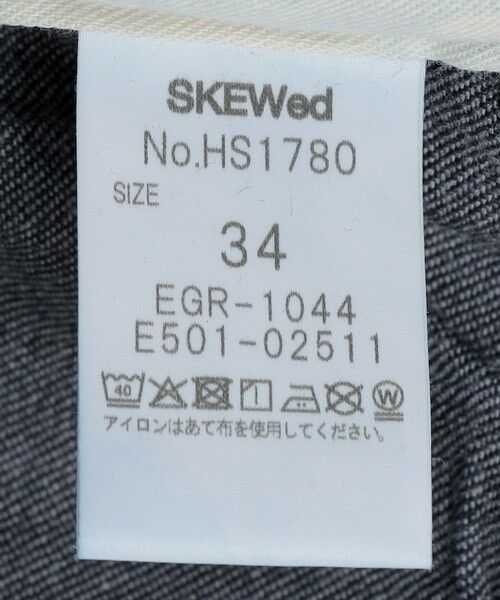 SKEWed
No.HS1780
SIZE
34
EGR-1044
E501-02511
40 W
アイロンはあて布を使用してください。